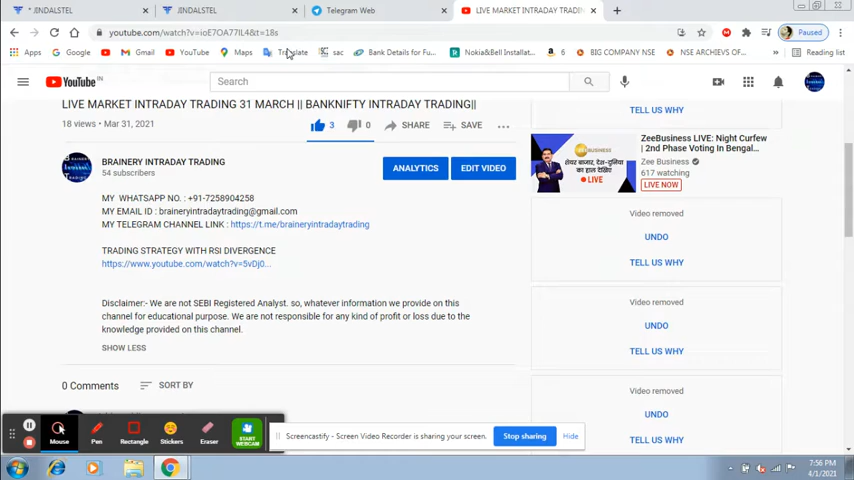 * JINDALSTEL
JINDALSTEL
Telegram Web
LIVE MARKET INTRADAY TRADIN
youtube.com/watch?v=ioE7OA77IL4&t=18s
Paused
Apps
Google
Gmail
YouTube
Maps
Translate
sac
Bank Details for Fu...
Nokia&Bell Installat...
6
BIG COMPANY NSE
NSE ARCHIEVES OF...
Reading list
YouTube IN
Search
LIVE MARKET INTRADAY TRADING 31 MARCH || BANKNIFTY INTRADAY TRADING||
18 views • Mar 31, 2021
3
0
SHARE
SAVE
BRAINERY INTRADAY TRADING
54 subscribers
ANALYTICS
EDIT VIDEO
MY WHATSAPP NO. : +91-7258904258
MY EMAIL ID : braineryintradaytrading@gmail.com
MY TELEGRAM CHANNEL LINK : https://t.me/braineryintradaytrading
TRADING STRATEGY WITH RSI DIVERGENCE
https://www.youtube.com/watch?v=5vDj0...
Disclaimer:- We are not SEBI Registered Analyst. so, whatever information we provide on this
channel for educational purpose. We are not responsible for any kind of profit or loss due to the
knowledge provided on this channel.
SHOW LESS
0 Comments
SORT BY
TELL US WHY
ZeeBusiness LIVE: Night Curfew
| 2nd Phase Voting In Bengal...
Zee Business
617 watching
LIVE NOW
LIVE
Video removed
UNDO
TELL US WHY
Video removed
UNDO
TELL US WHY
Video removed
UNDO
TELL US WHY
Mouse
Pen
Rectangle
Stickers
Eraser
START
WEBCAM
Screencastify - Screen Video Recorder is sharing your screen.
Stop sharing
Hide
7:56 PM
4/1/2021